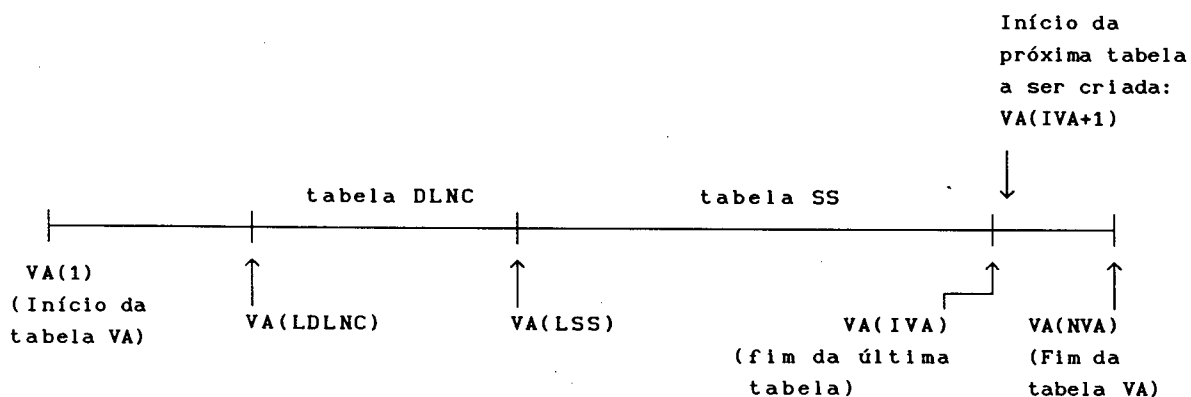 Início da
próxima tabela
a ser criada:
VA(IVA+1)
tabela DLNC
tabela SS
VA(1)
(Início da
tabela VA)
VA(LDLNC)
VA(LSS)
VA(IVA)
(fim da última
tabela)
VA(NVA)
(Fim da
tabela VA)